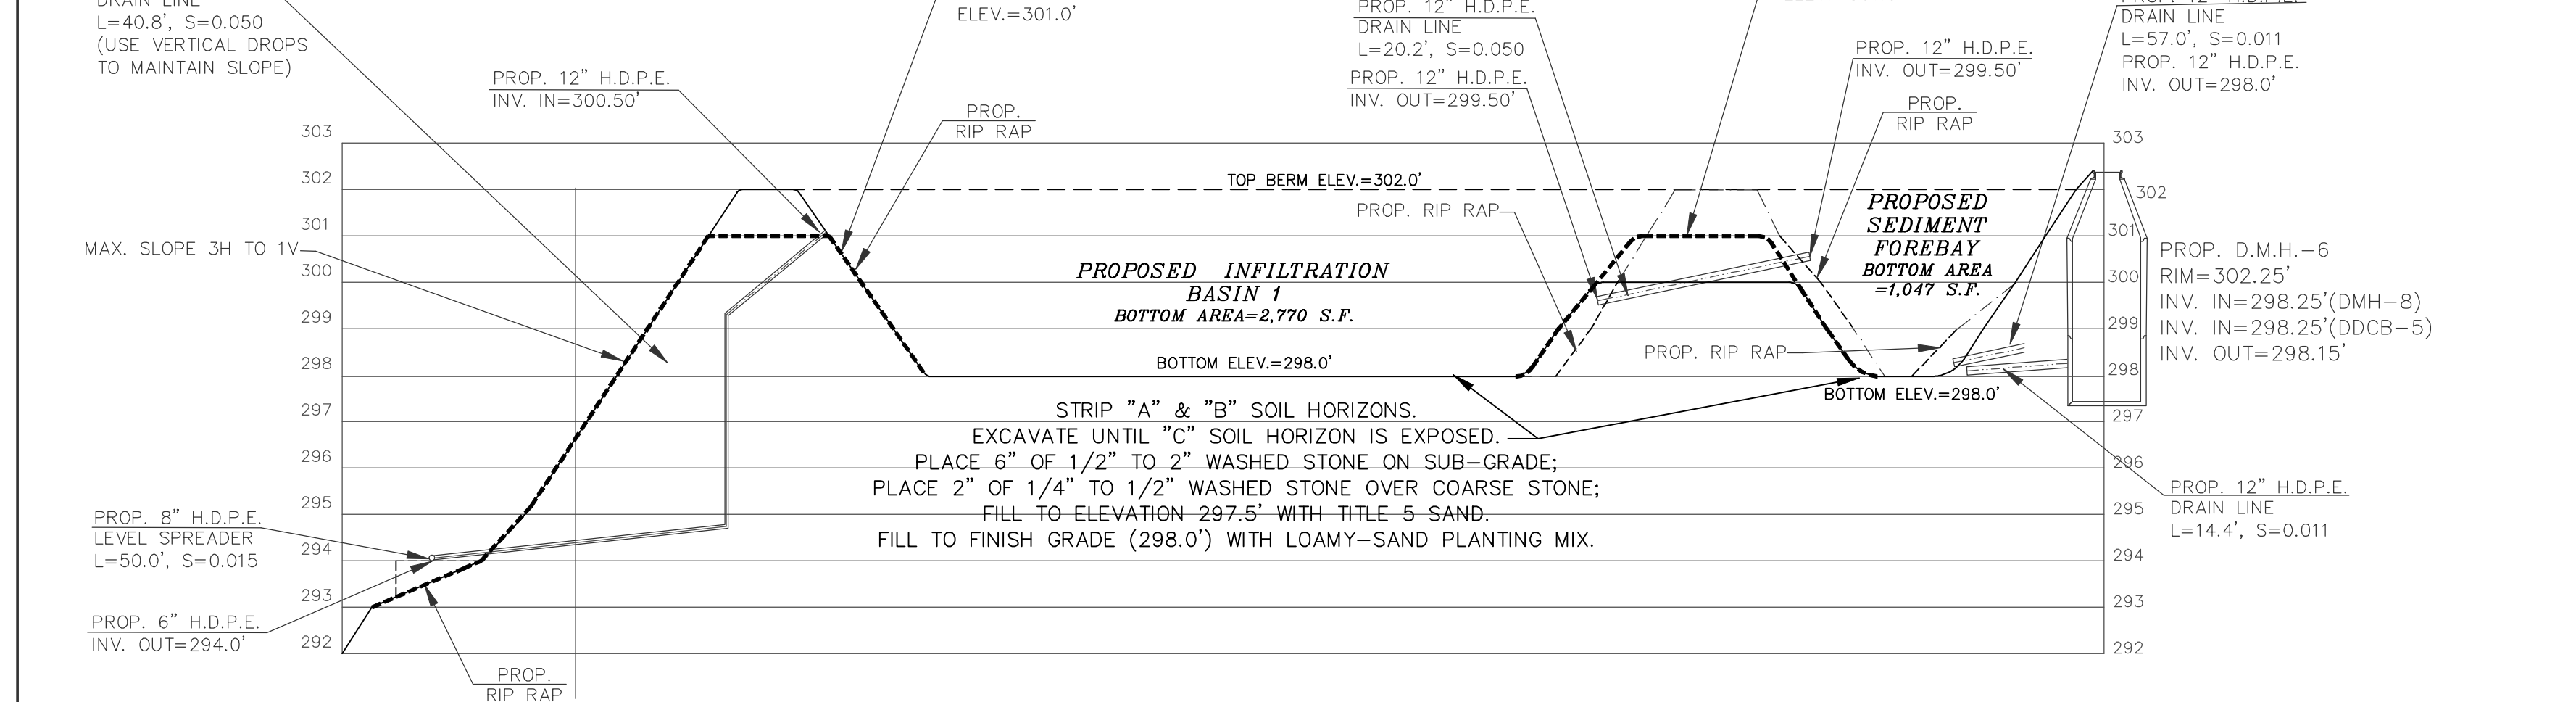 DRAIN LINE
L=40.8', S=0.050
(USE VERTICAL DROPS
TO MAINTAIN SLOPE)
ELEV.=301.0'
PROP. 12" H.D.P.E.
INV. IN=300.50'
PROP.
RIP RAP
PROP. 12" H.D.P.E.
DRAIN LINE
L=20.2', S=0.050
PROP. 12" H.D.P.E.
INV. OUT=299.50'
PROP. 12" H.D.P.E.
INV. OUT=299.50'
PROP.
RIP RAP
DRAIN LINE
L=57.0', S=0.011
PROP. 12" H.D.P.E.
INV. OUT=298.0'
303
302
301
300
299
298
297
296
295
294
293
292
MAX. SLOPE 3H TO 1V
TOP BERM ELEV.=302.0'
PROP. RIP RAP
PROPOSED
SEDIMENT
FOREBAY
BOTTOM AREA
=1,047 S.F.
PROPOSED INFILTRATION
BASIN 1
BOTTOM AREA=2,770 S.F.
BOTTOM ELEV.=298.0'
PROP. RIP RAP
BOTTOM ELEV.=298.0'
STRIP "A" & "B" SOIL HORIZONS.
EXCAVATE UNTIL "C" SOIL HORIZON IS EXPOSED.
PLACE 6" OF 1/2" TO 2" WASHED STONE ON SUB-GRADE;
PLACE 2" OF 1/4" TO 1/2" WASHED STONE OVER COARSE STONE;
FILL TO ELEVATION 297.5' WITH TITLE 5 SAND.
FILL TO FINISH GRADE (298.0') WITH LOAMY-SAND PLANTING MIX.
303
302
301
300
299
298
297
296
295
294
293
292
PROP. D.M.H.-6
RIM=302.25'
INV. IN=298.25'(DMH-8)
INV. IN=298.25'(DDCB-5)
INV. OUT=298.15'
PROP. 12" H.D.P.E.
DRAIN LINE
L=14.4', S=0.011
PROP. 8" H.D.P.E.
LEVEL SPREADER
L=50.0', S=0.015
PROP. 6" H.D.P.E.
INV. OUT=294.0'
PROP.
RIP RAP